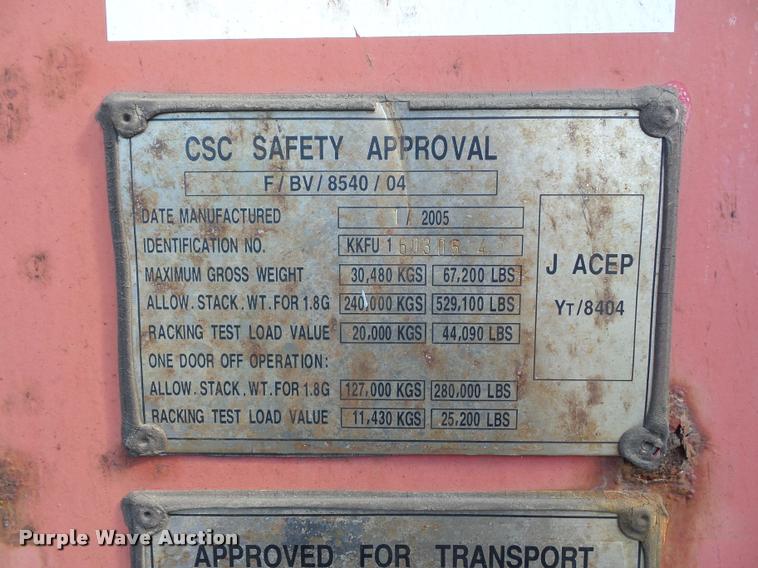 CSC SAFETY APPROVAL
F/BV/8540/04
DATE MANUFACTURED 1/2005
IDENTIFICATION NO. KKFU 1
MAXIMUM GROSS WEIGHT 30,480 KGS 67,200 LBS
ALLOW. STACK. WT. FOR 1.8G 240,000 KGS 529,100 LBS
RACKING TEST LOAD VALUE 20,000 KGS 44,090 LBS
ONE DOOR OFF OPERATION:
ALLOW. STACK. WT. FOR 1.8G 127,000 KGS 280,000 LBS
RACKING TEST LOAD VALUE 11,430 KGS 25,200 LBS
J ACEP
YT/8404
APPROVED FOR TRANSPORT
Purple Wave Auction